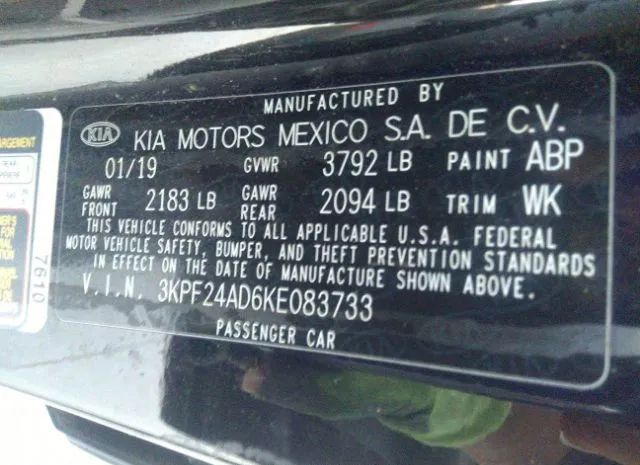 MANUFACTURED BY
KIA KIA MOTORS MEXICO S.A. DE C.V.
01/19 GVWR 3792 LB PAINT ABP
GAWR FRONT 2183 LB GAWR REAR 2094 LB TRIM WK
THIS VEHICLE CONFORMS TO ALL APPLICABLE U.S.A. FEDERAL
MOTOR VEHICLE SAFETY, BUMPER, AND THEFT PREVENTION STANDARDS
IN EFFECT ON THE DATE OF MANUFACTURE SHOWN ABOVE.
V.I.N. 3KPF24AD6KE083733
PASSENGER CAR
7610